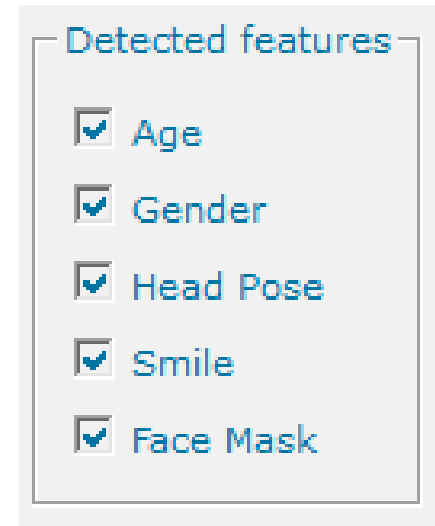 Detected features
Age
Gender
Head Pose
Smile
Face Mask